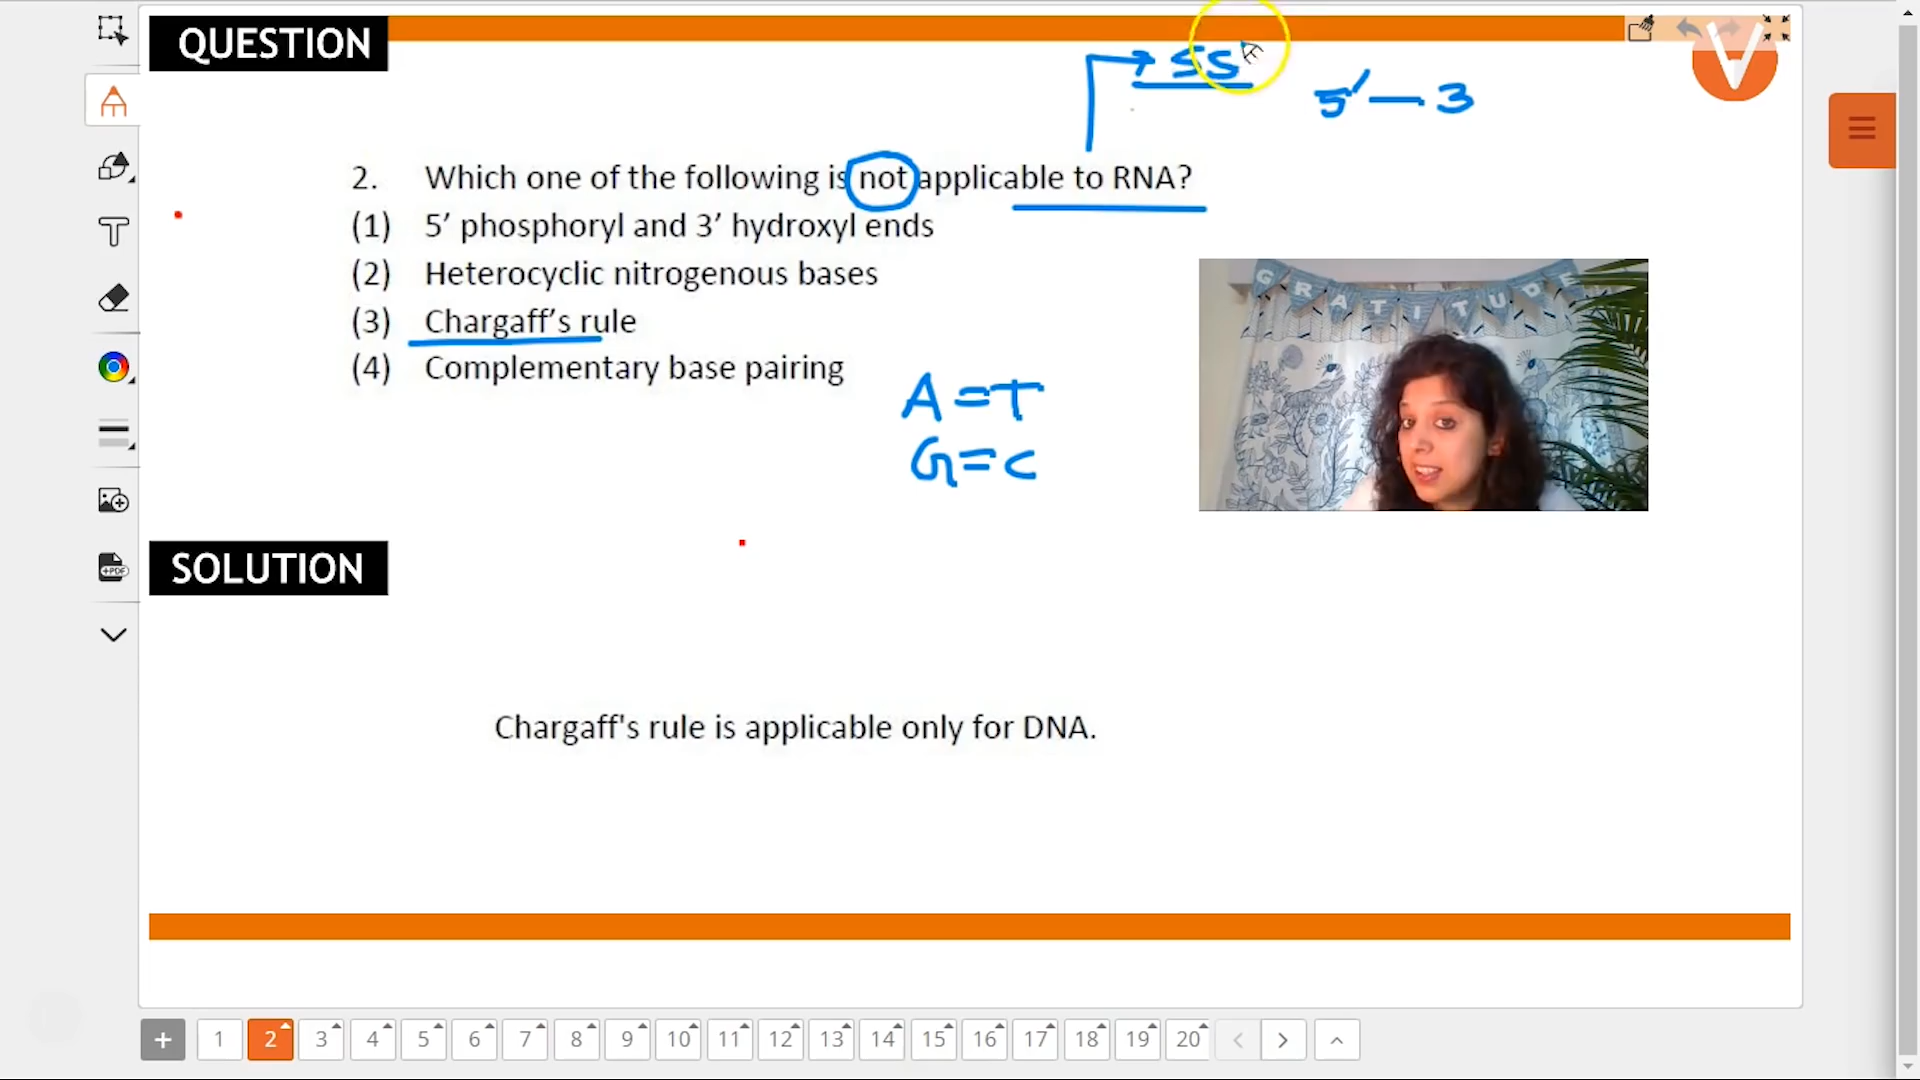 QUESTION
SS
5′ — 3
2. Which one of the following is not applicable to RNA?
(1) 5′ phosphoryl and 3′ hydroxyl ends
(2) Heterocyclic nitrogenous bases
(3) Chargaff’s rule
(4) Complementary base pairing
A = T
G = C
GRATITUDE
SOLUTION
Chargaff's rule is applicable only for DNA.
+PDF
+ 1 2 3 4 5 6 7 8 9 10 11 12 13 14 15 16 17 18 19 20